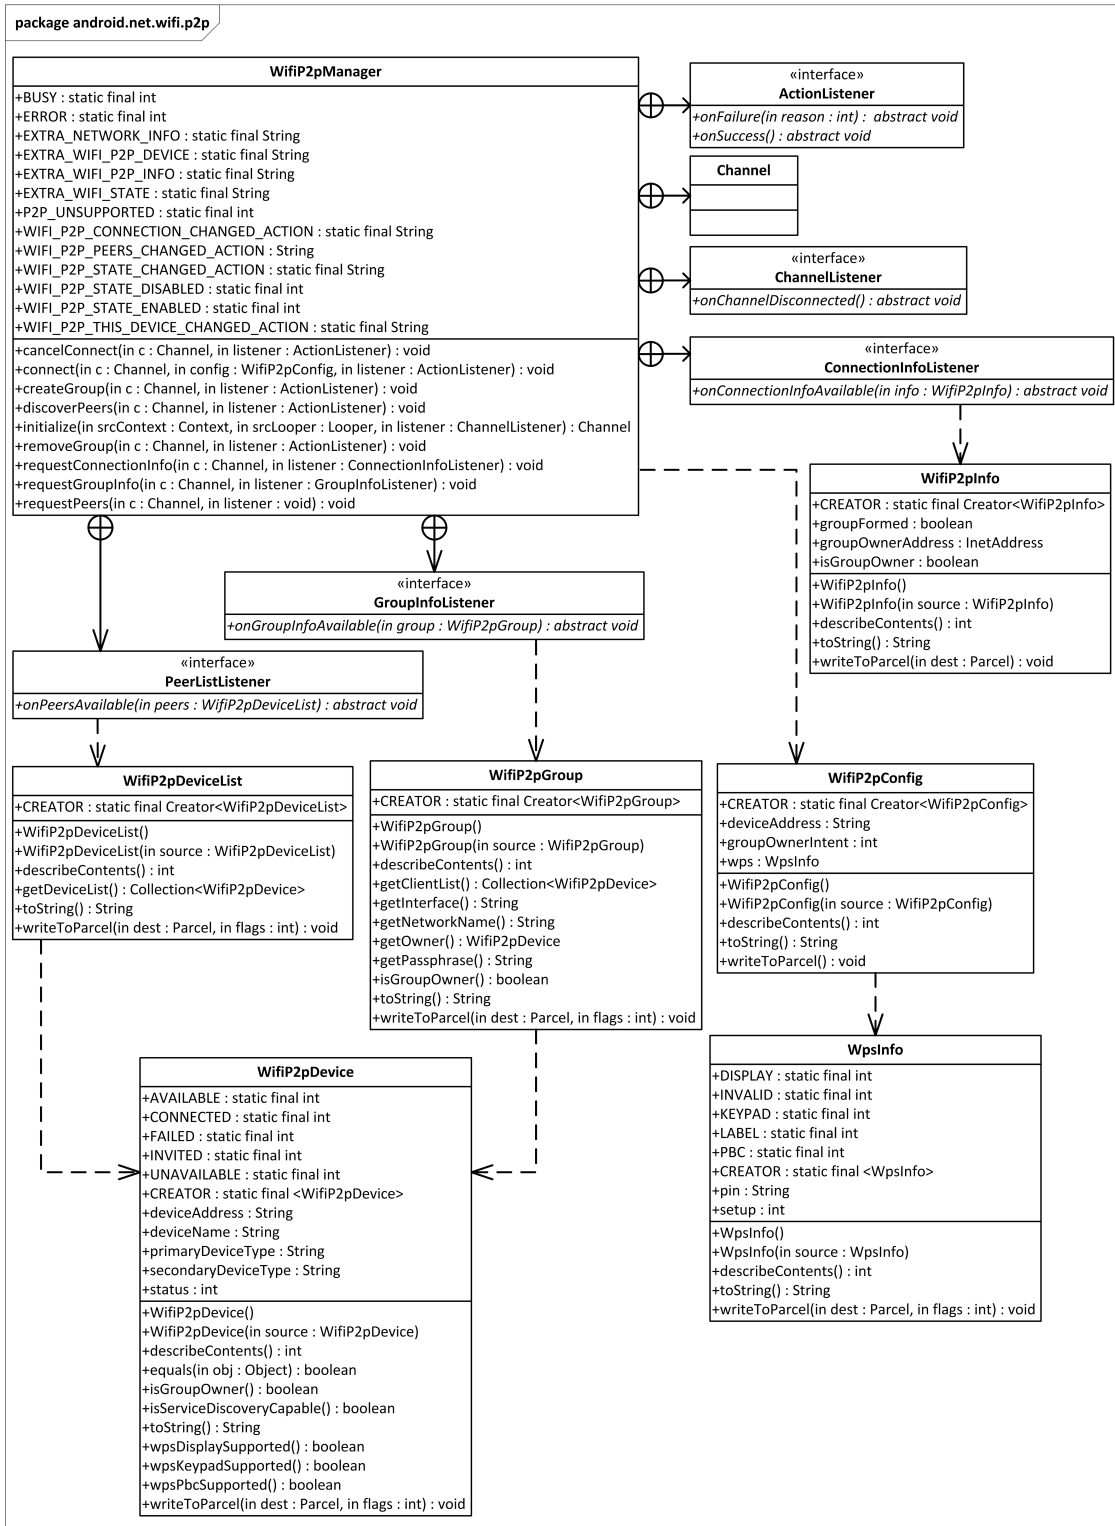 package android.net.wifi.p2p
WifiP2pManager
+BUSY : static final int
+ERROR : static final int
+EXTRA_NETWORK_INFO : static final String
+EXTRA_WIFI_P2P_DEVICE : static final String
+EXTRA_WIFI_P2P_INFO : static final String
+EXTRA_WIFI_STATE : static final String
+P2P_UNSUPPORTED : static final int
+WIFI_P2P_CONNECTION_CHANGED_ACTION : static final String
+WIFI_P2P_PEERS_CHANGED_ACTION : String
+WIFI_P2P_STATE_CHANGED_ACTION : static final String
+WIFI_P2P_STATE_DISABLED : static final int
+WIFI_P2P_STATE_ENABLED : static final int
+WIFI_P2P_THIS_DEVICE_CHANGED_ACTION : static final String
+cancelConnect(in c : Channel, in listener : ActionListener) : void
+connect(in c : Channel, in config : WifiP2pConfig, in listener : ActionListener) : void
+createGroup(in c : Channel, in listener : ActionListener) : void
+discoverPeers(in c : Channel, in listener : ActionListener) : void
+initialize(in srcContext : Context, in srcLooper : Looper, in listener : ChannelListener) : Channel
+removeGroup(in c : Channel, in listener : ActionListener) : void
+requestConnectionInfo(in c : Channel, in listener : ConnectionInfoListener) : void
+requestGroupInfo(in c : Channel, in listener : GroupInfoListener) : void
+requestPeers(in c : Channel, in listener : void) : void
«interface»
ActionListener
+onFailure(in reason : int) : abstract void
+onSuccess() : abstract void
Channel
«interface»
ChannelListener
+onChannelDisconnected() : abstract void
«interface»
ConnectionInfoListener
+onConnectionInfoAvailable(in info : WifiP2pInfo) : abstract void
WifiP2pInfo
+CREATOR : static final Creator<WifiP2pInfo>
+groupFormed : boolean
+groupOwnerAddress : InetAddress
+isGroupOwner : boolean
+WifiP2pInfo()
+WifiP2pInfo(in source : WifiP2pInfo)
+describeContents() : int
+toString() : String
+writeToParcel(in dest : Parcel) : void
«interface»
GroupInfoListener
+onGroupInfoAvailable(in group : WifiP2pGroup) : abstract void
«interface»
PeerListListener
+onPeersAvailable(in peers : WifiP2pDeviceList) : abstract void
WifiP2pDeviceList
+CREATOR : static final Creator<WifiP2pDeviceList>
+WifiP2pDeviceList()
+WifiP2pDeviceList(in source : WifiP2pDeviceList)
+describeContents() : int
+getDeviceList() : Collection<WifiP2pDevice>
+toString() : String
+writeToParcel(in dest : Parcel, in flags : int) : void
WifiP2pGroup
+CREATOR : static final Creator<WifiP2pGroup>
+WifiP2pGroup()
+WifiP2pGroup(in source : WifiP2pGroup)
+describeContents() : int
+getClientList() : Collection<WifiP2pDevice>
+getInterface() : String
+getNetworkName() : String
+getOwner() : WifiP2pDevice
+getPassphrase() : String
+isGroupOwner() : boolean
+toString() : String
+writeToParcel(in dest : Parcel, in flags : int) : void
WifiP2pConfig
+CREATOR : static final Creator<WifiP2pConfig>
+deviceAddress : String
+groupOwnerIntent : int
+wps : WpsInfo
+WifiP2pConfig()
+WifiP2pConfig(in source : WifiP2pConfig)
+describeContents() : int
+toString() : String
+writeToParcel() : void
WifiP2pDevice
+AVAILABLE : static final int
+CONNECTED : static final int
+FAILED : static final int
+INVITED : static final int
+UNAVAILABLE : static final int
+CREATOR : static final <WifiP2pDevice>
+deviceAddress : String
+deviceName : String
+primaryDeviceType : String
+secondaryDeviceType : String
+status : int
+WifiP2pDevice()
+WifiP2pDevice(in source : WifiP2pDevice)
+describeContents() : int
+equals(in obj : Object) : boolean
+isGroupOwner() : boolean
+isServiceDiscoveryCapable() : boolean
+toString() : String
+wpsDisplaySupported() : boolean
+wpsKeypadSupported() : boolean
+wpsPbcSupported() : boolean
+writeToParcel(in dest : Parcel, in flags : int) : void
WpsInfo
+DISPLAY : static final int
+INVALID : static final int
+KEYPAD : static final int
+LABEL : static final int
+PBC : static final int
+CREATOR : static final <WpsInfo>
+pin : String
+setup : int
+WpsInfo()
+WpsInfo(in source : WpsInfo)
+describeContents() : int
+toString() : String
+writeToParcel(in dest : Parcel, in flags : int) : void